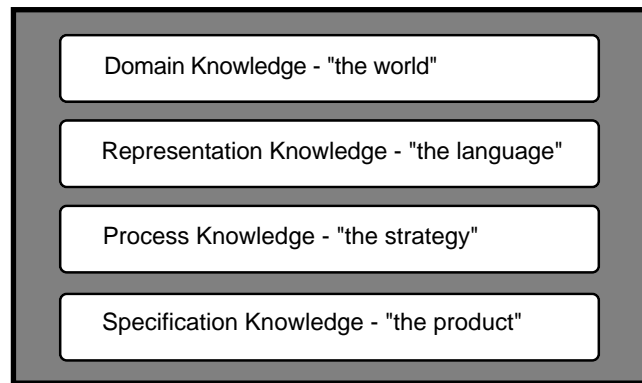 Domain Knowledge - "the world"
Representation Knowledge - "the language"
Process Knowledge - "the strategy"
Specification Knowledge - "the product"